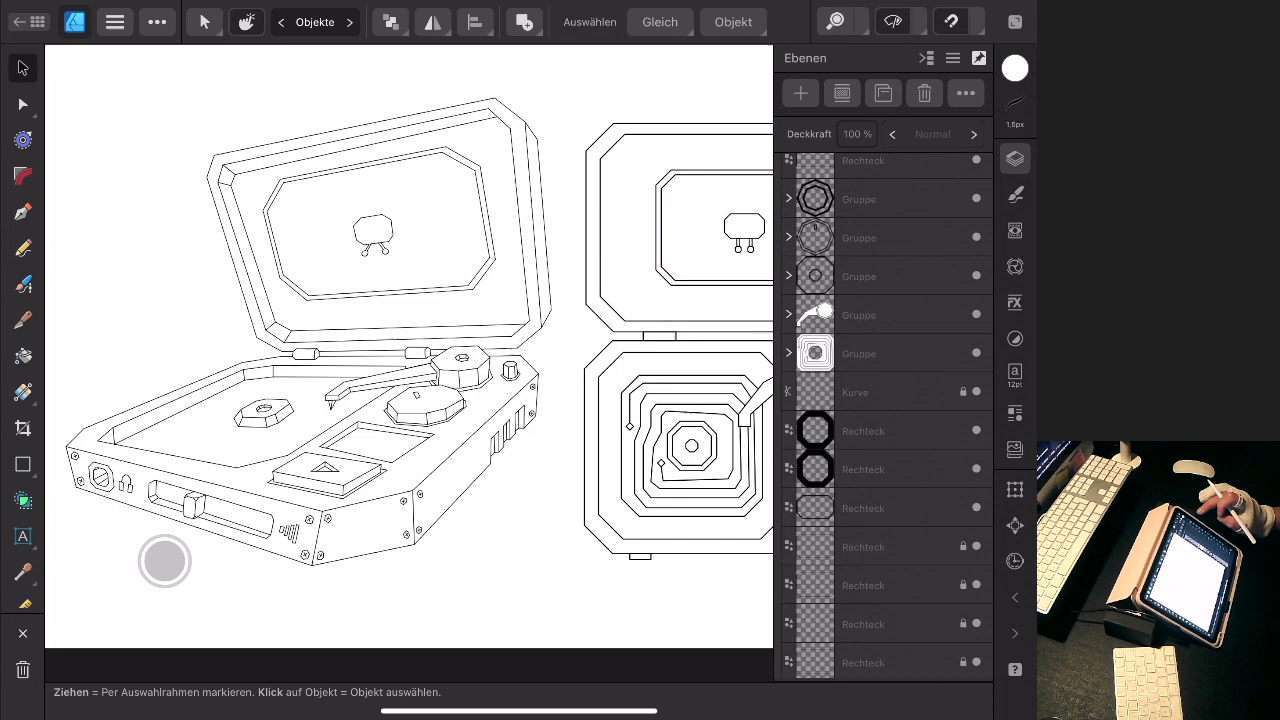 Objekte
Auswählen
Gleich
Objekt
Ebenen
Deckkraft
100 %
Normal
1,5px
Rechteck
Gruppe
Gruppe
Gruppe
Gruppe
Gruppe
Kurve
Rechteck
Rechteck
Rechteck
Rechteck
Rechteck
Rechteck
Rechteck
FX
a
12pt
A
?
Ziehen = Per Auswahlrahmen markieren. Klick auf Objekt = Objekt auswählen.